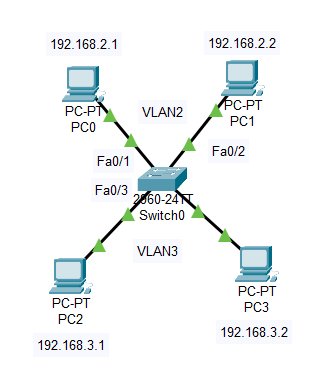 192.168.2.1
192.168.2.2
PC-PT
PC0
VLAN2
PC-PT
PC1
Fa0/1
Fa0/2
Fa0/3
2960-24TT
Switch0
VLAN3
PC-PT
PC2
PC-PT
PC3
192.168.3.1
192.168.3.2